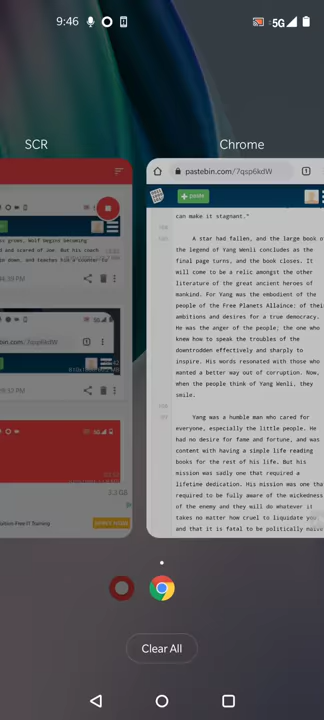 9:46
5G
SCR
Chrome
pastebin.com/7qsp6kdW
1
+ paste
can make it stagnant."
A star had fallen, and the large book o
the legend of Yang Wenli concludes as the
final page turns, and the book closes. It
will come to be a relic amongst the other
literature of the great ancient heroes of
mankind. For Yang was the embodiment of the
people of the Free Planets Alliance; of thei
ambitions and desires for a true democracy.
He was the anger of the people; the one who
knew how to speak the troubles of the
downtrodden effectively and sharply to
inspire. His words resonated with those who
wanted a better way out of corruption. Now,
when the people think of Yang Wenli, they
smile.
Yang was a humble man who cared for
everyone, especially the little people. He
had no desire for fame and fortune, and was
content with having a simple life reading
books for the rest of his life. But his
mission was sadly one that required a
lifetime dedication. His mission was one tha
required to be fully aware of the wickedness
of the enemy and they will do whatever it
takes no matter how cruel to liquidate yo
and that it is fatal to be politically naive
Clear All